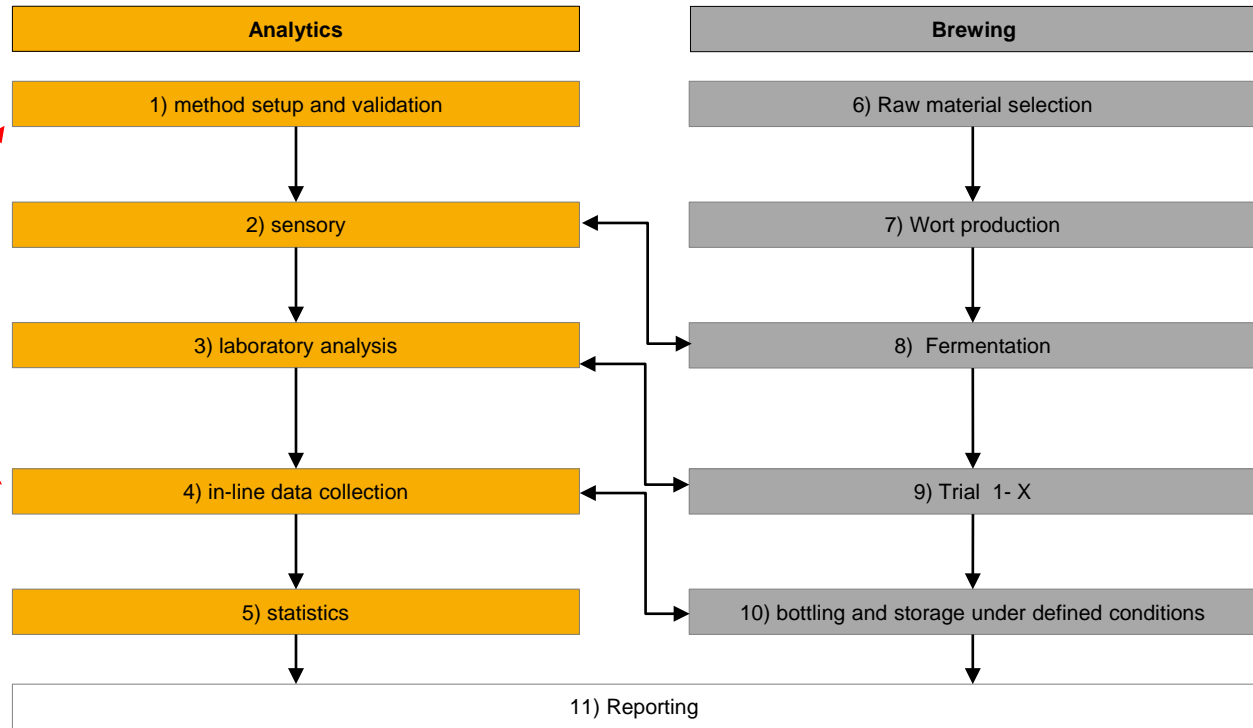 Analytics
Brewing
1) method setup and validation
6) Raw material selection
2) sensory
7) Wort production
3) laboratory analysis
8) Fermentation
4) in-line data collection
9) Trial 1- X
5) statistics
10) bottling and storage under defined conditions
11) Reporting